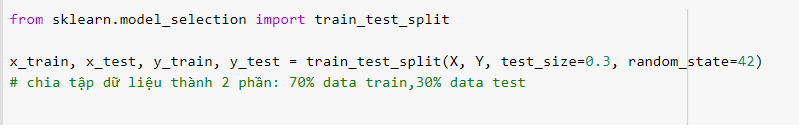 from sklearn.model_selection import train_test_split
x_train, x_test, y_train, y_test = train_test_split(X, Y, test_size=0.3, random_state=42)
# chia tập dữ liệu thành 2 phần: 70% data train,30% data test